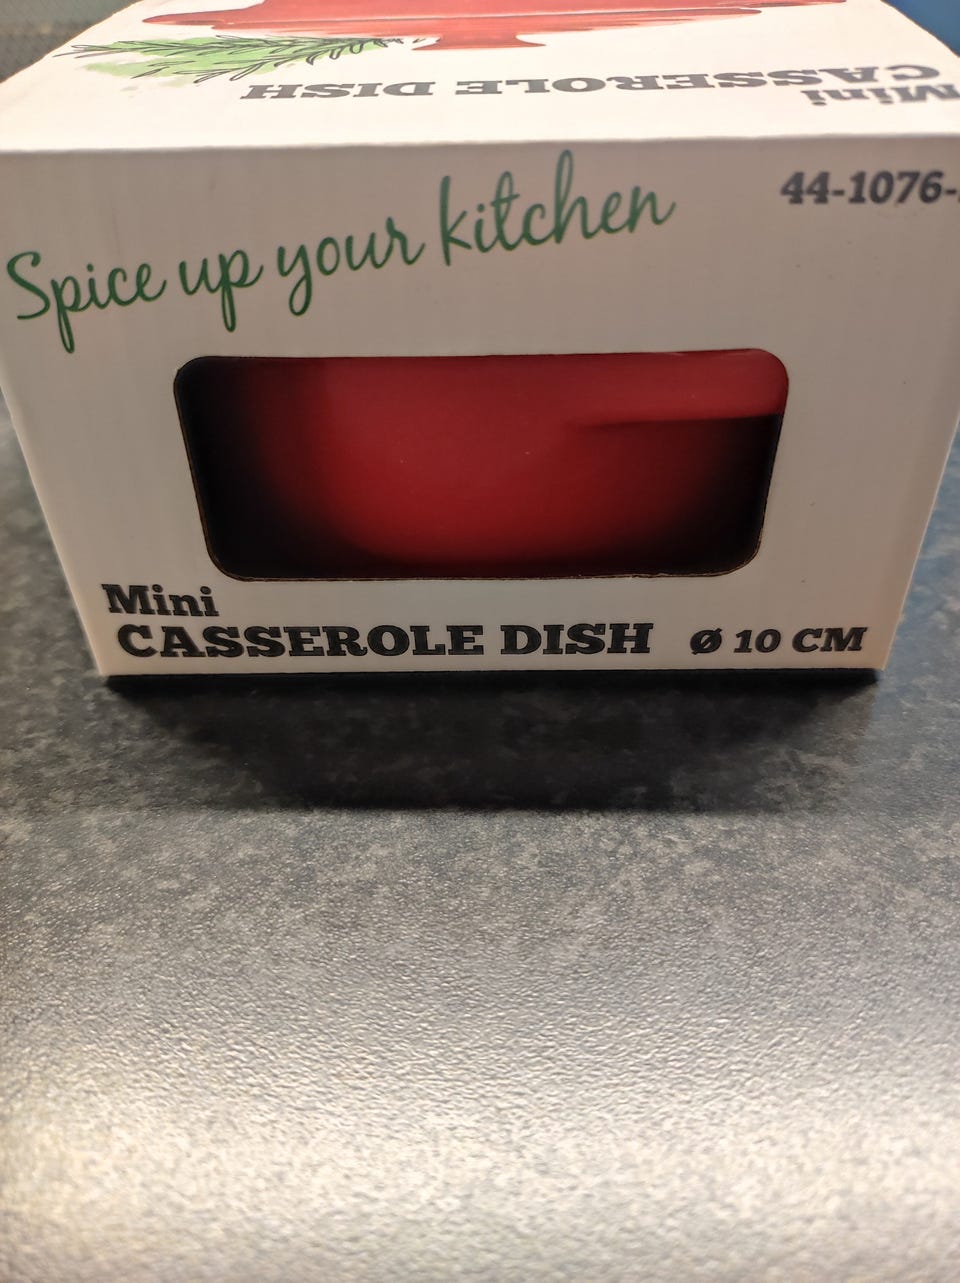 Mini
CASSEROLE DISH
Spice up your kitchen
44-1076-
Mini
CASSEROLE DISH Ø 10 CM